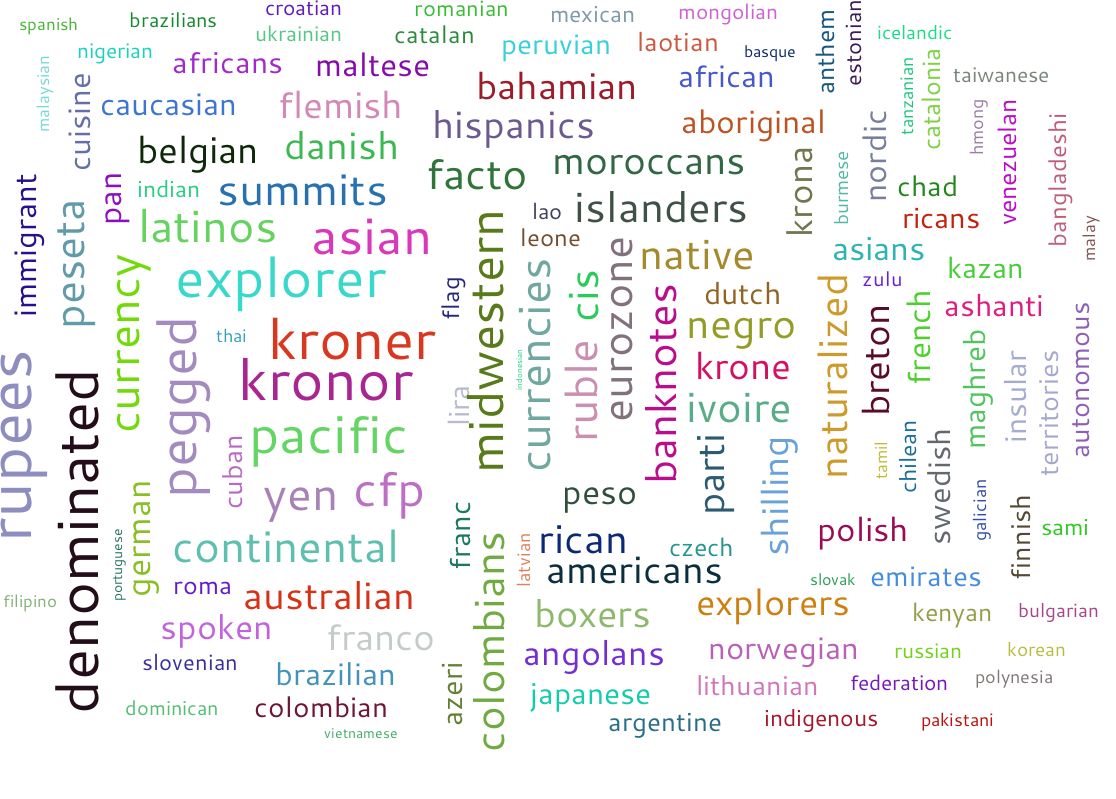 spanish
brazilians
croatian
romanian
mexican
mongolian
anthem
estonian
icelandic
nigerian
ukrainian
catalan
peruvian
laotian
basque
malaysian
cuisine
africans
maltese
bahamian
african
tanzanian
catalonia
taiwanese
caucasian
flemish
hispanics
aboriginal
nordic
hmong
venezuelan
bangladeshi
belgian
danish
facto
moroccans
krona
burmese
chad
immigrant
peseta
pan
indian
summits
lao
islanders
ricans
malay
latinos
asian
midwestern
leone
native
asians
kazan
currency
explorer
flag
currencies
cis
eurozone
banknotes
dutch
naturalized
zulu
french
ashanti
pegged
thai
kroner
indonesian
ruble
negro
breton
maghreb
insular
territories
autonomous
rupees
denominated
kronor
lira
krone
ivoire
cuban
pacific
parti
shilling
tamil
chilean
swedish
yen
cfp
peso
galician
finnish
german
portuguese
continental
franc
colombians
latvian
rican
czech
polish
sami
filipino
roma
australian
americans
slovak
emirates
spoken
franco
boxers
explorers
kenyan
bulgarian
slovenian
brazilian
azeri
angolans
norwegian
russian
korean
dominican
colombian
japanese
lithuanian
federation
polynesia
vietnamese
argentine
indigenous
pakistani